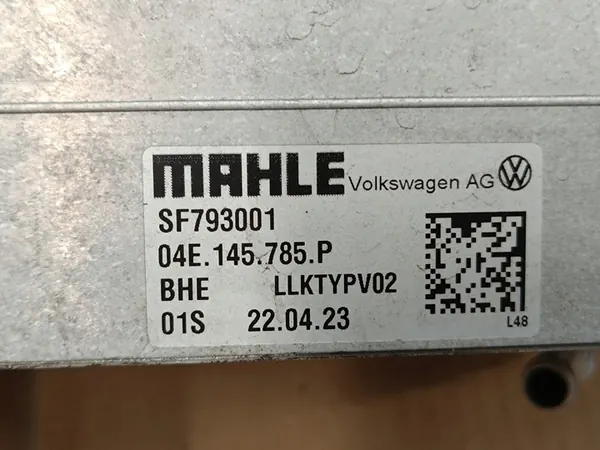 MAHLE Volkswagen AG
SF793001
04E.145.785.P
BHE LLKTYPV02
01S 22.04.23
L48